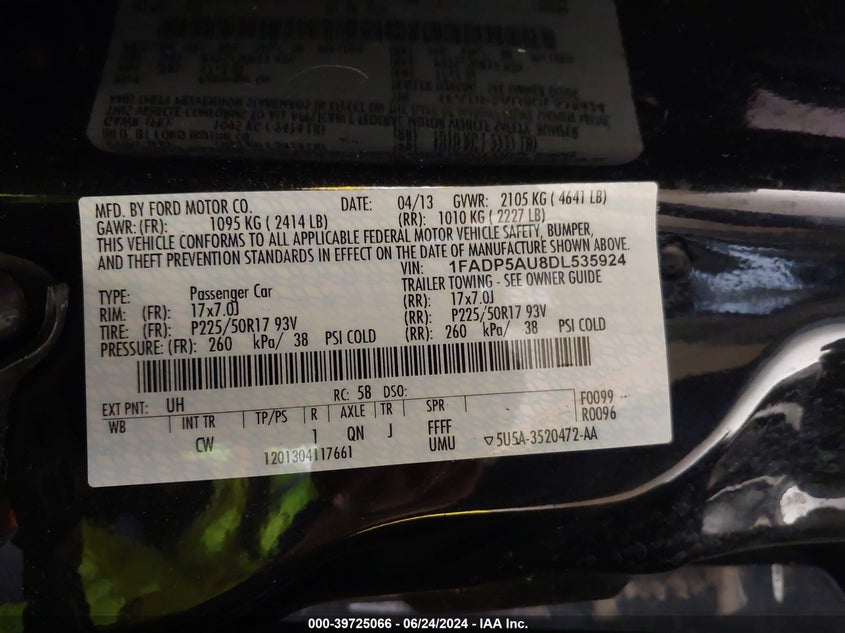 MFD. BY FORD MOTOR CO. DATE: 04/13 GVWR: 2105 KG ( 4641 LB)
GAWR: (FR): 1095 KG ( 2414 LB) (RR): 1010 KG ( 2227 LB)
THIS VEHICLE CONFORMS TO ALL APPLICABLE FEDERAL MOTOR VEHICLE SAFETY, BUMPER,
AND THEFT PREVENTION STANDARDS IN EFFECT ON THE DATE OF MANUFACTURE SHOWN ABOVE.
VIN: 1FADP5AU8DL535924
TYPE: Passenger Car TRAILER TOWING - SEE OWNER GUIDE
RIM: (FR): 17x7.0J (RR): 17x7.0J
TIRE: (FR): P225/50R17 93V (RR): P225/50R17 93V
PRESSURE: (FR): 260 kPa/ 38 PSI COLD (RR): 260 kPa/ 38 PSI COLD
EXT PNT: UH RC: 58 DSO: F0099
WB INT TR TP/PS R AXLE TR SPR R0096
CW 1 QN J FFFF
1201304117661 UMU ▽5U5A-3520472-AA
000-39725066 - 06/24/2024 - IAA Inc.